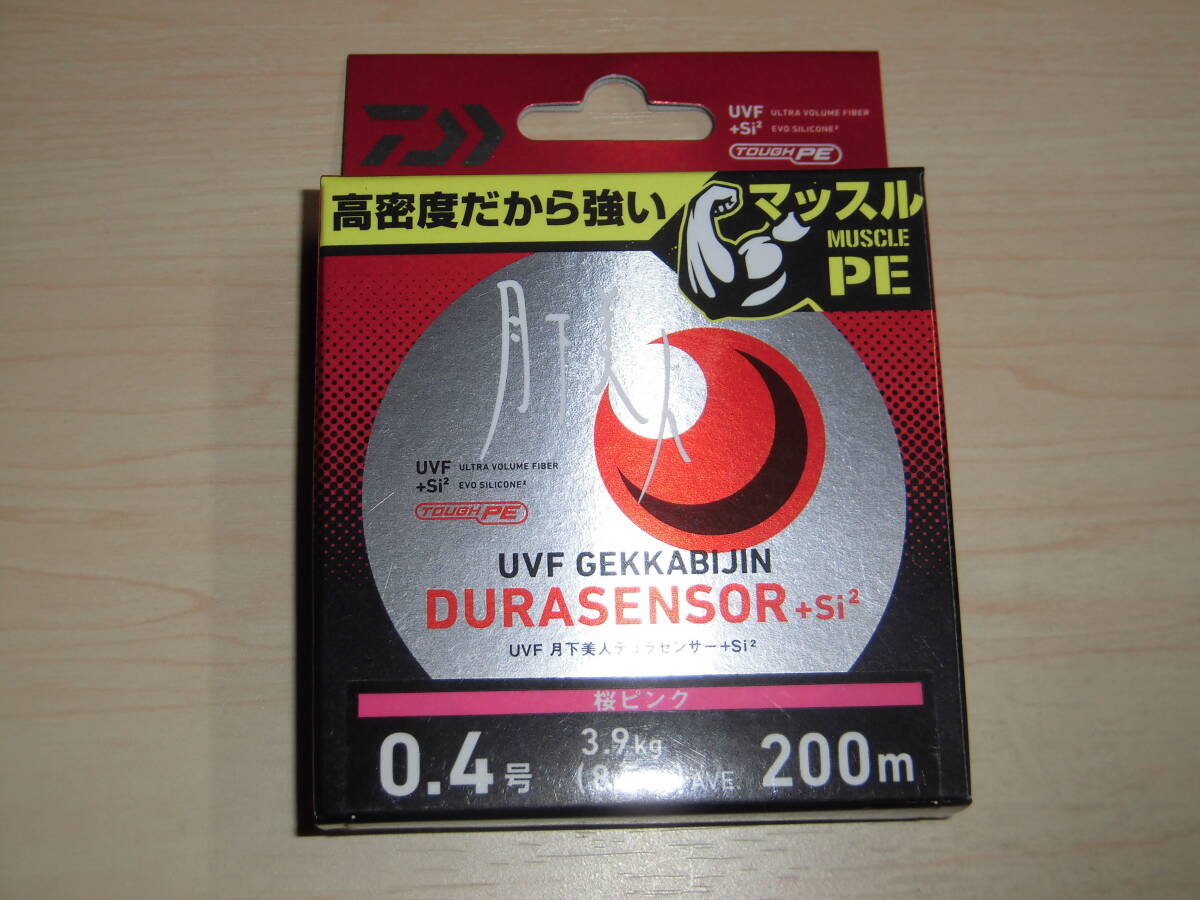 UVF ULTRA VOLUME FIBER
+Si² EVO SILICONE²
TOUGH PE
高密度だから強い
マッスル
MUSCLE
PE
月下美人
UVF ULTRA VOLUME FIBER
+Si² EVO SILICONE²
TOUGH PE
UVF GEKKABIJIN
DURASENSOR +Si²
UVF 月下美人デュラセンサー+Si²
桜ピンク
0.4号
3.9kg
AVE.
200m